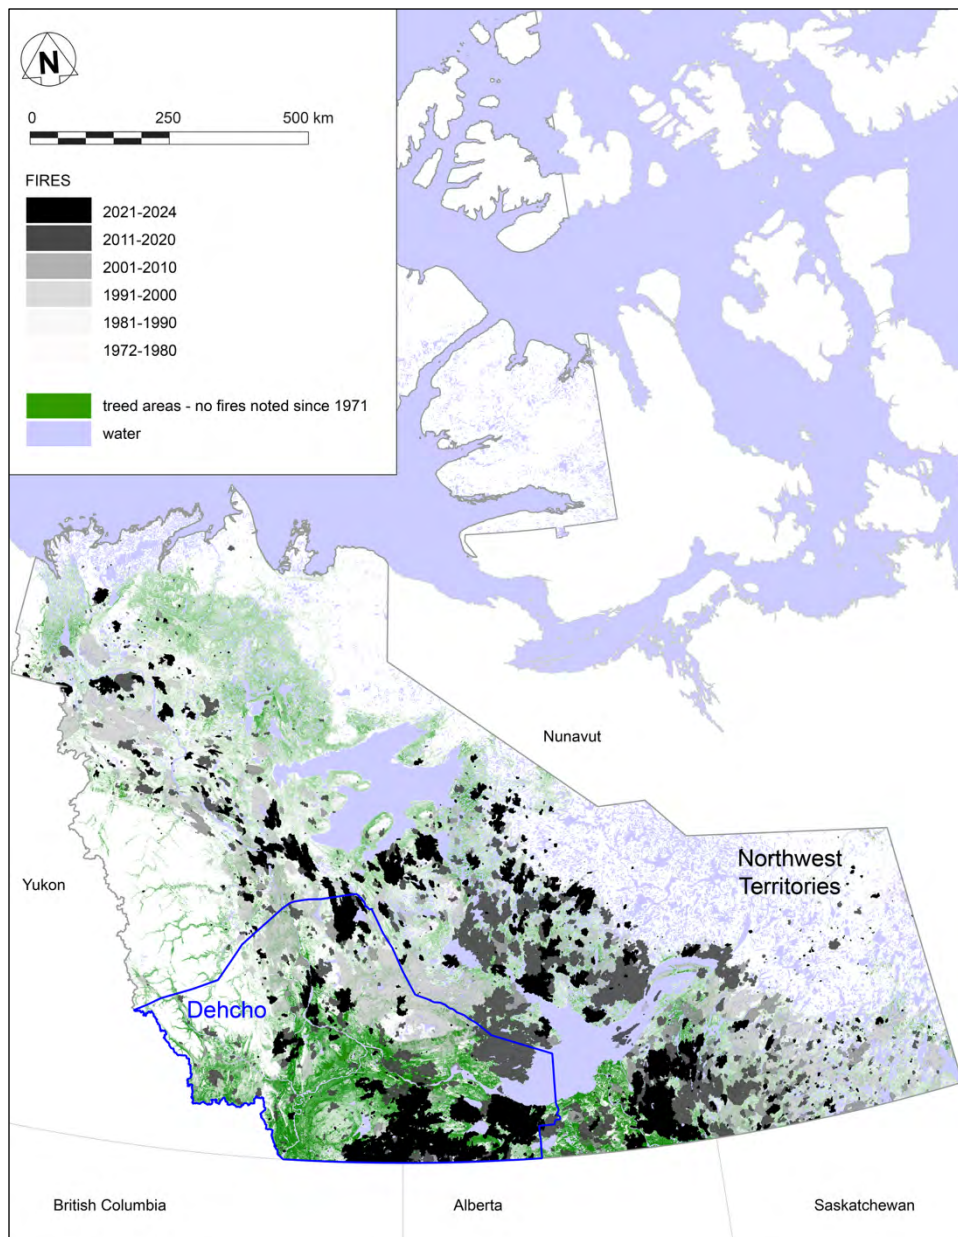 N
0 250 500 km
FIRES
2021-2024
2011-2020
2001-2010
1991-2000
1981-1990
1972-1980
treed areas - no fires noted since 1971
water
Nunavut
Northwest
Territories
Yukon
Dehcho
British Columbia
Alberta
Saskatchewan